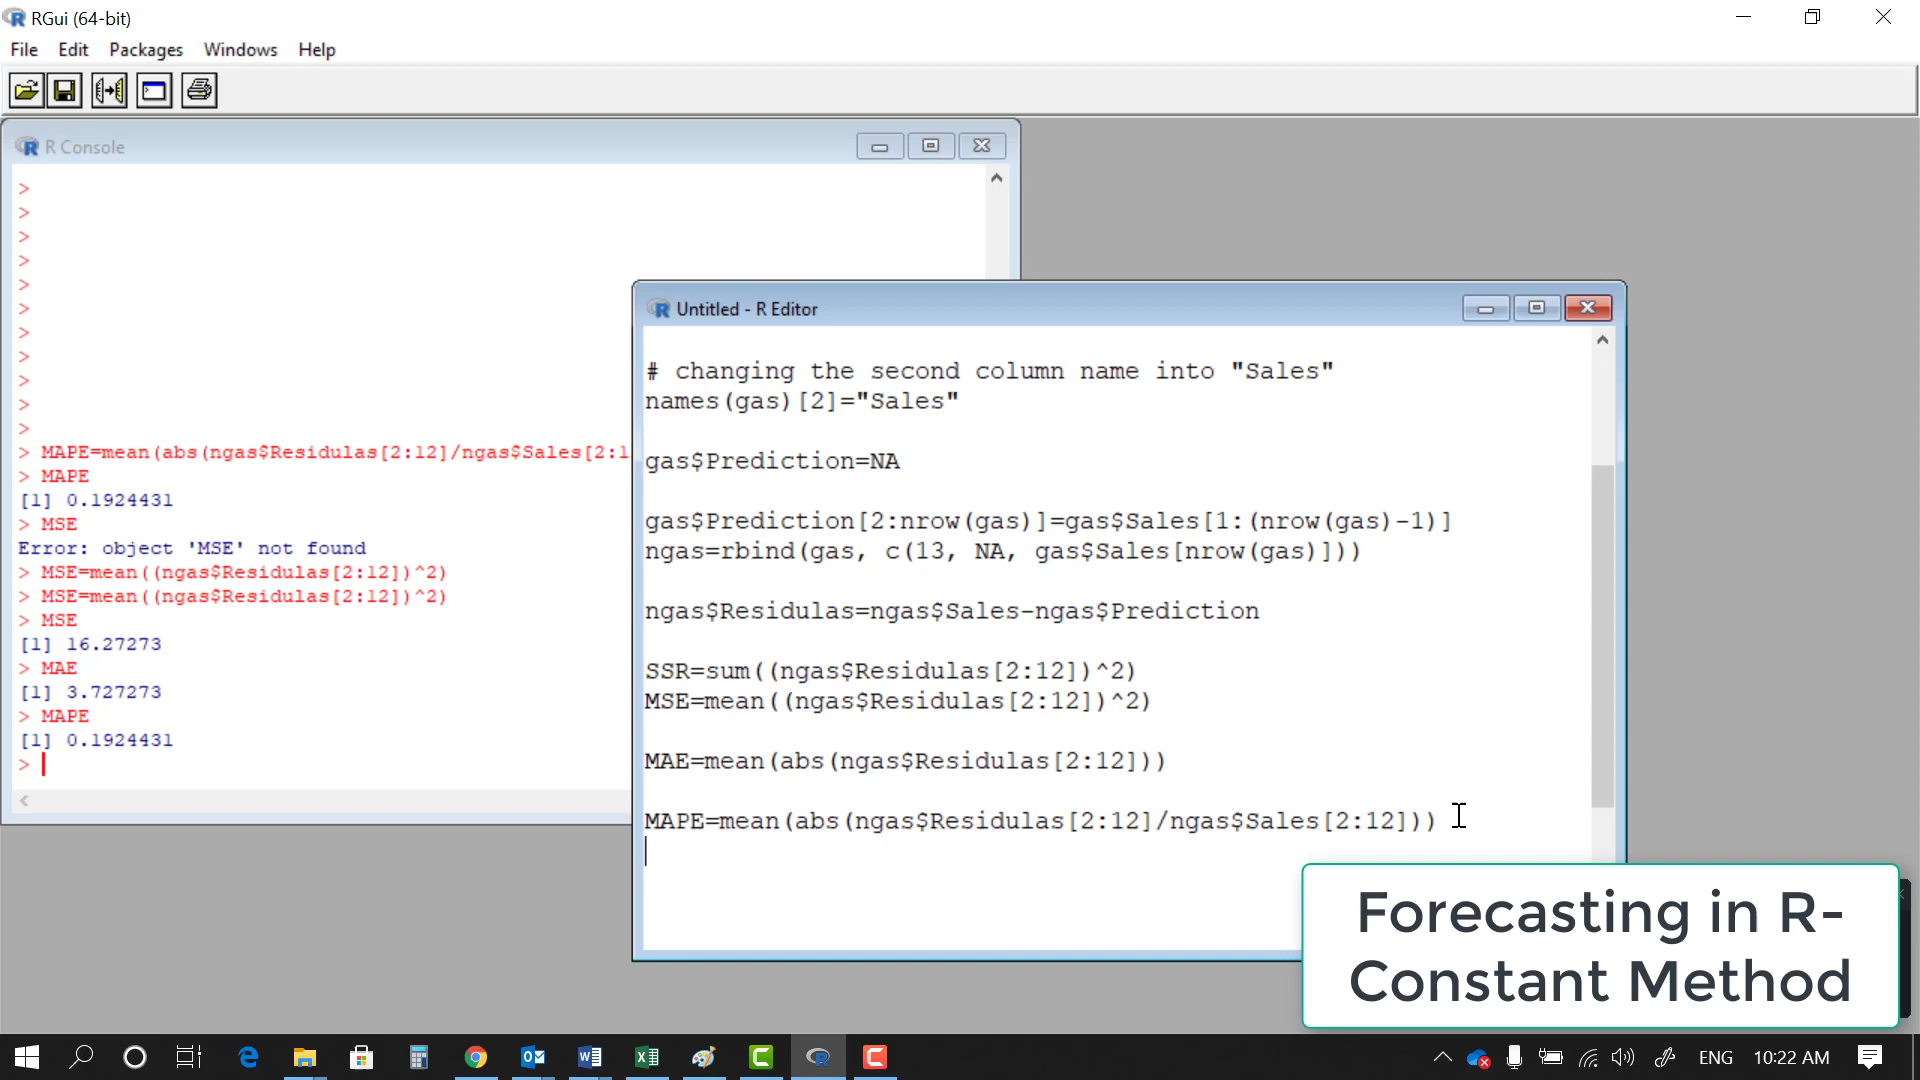 RGui (64-bit)
File Edit Packages Windows Help
R Console
>
>
>
>
>
>
>
>
>
>
>
> MAPE=mean(abs(ngas$Residulas[2:12]/ngas$Sales[2:1
> MAPE
[1] 0.1924431
> MSE
Error: object 'MSE' not found
> MSE=mean((ngas$Residulas[2:12])^2)
> MSE=mean((ngas$Residulas[2:12])^2)
> MSE
[1] 16.27273
> MAE
[1] 3.727273
> MAPE
[1] 0.1924431
>
Untitled - R Editor
# changing the second column name into "Sales"
names(gas)[2]="Sales"
gas$Prediction=NA
gas$Prediction[2:nrow(gas)]=gas$Sales[1:(nrow(gas)-1)]
ngas=rbind(gas, c(13, NA, gas$Sales[nrow(gas)]))
ngas$Residulas=ngas$Sales-ngas$Prediction
SSR=sum((ngas$Residulas[2:12])^2)
MSE=mean((ngas$Residulas[2:12])^2)
MAE=mean(abs(ngas$Residulas[2:12]))
MAPE=mean(abs(ngas$Residulas[2:12]/ngas$Sales[2:12]))
Forecasting in R-
Constant Method
ENG 10:22 AM